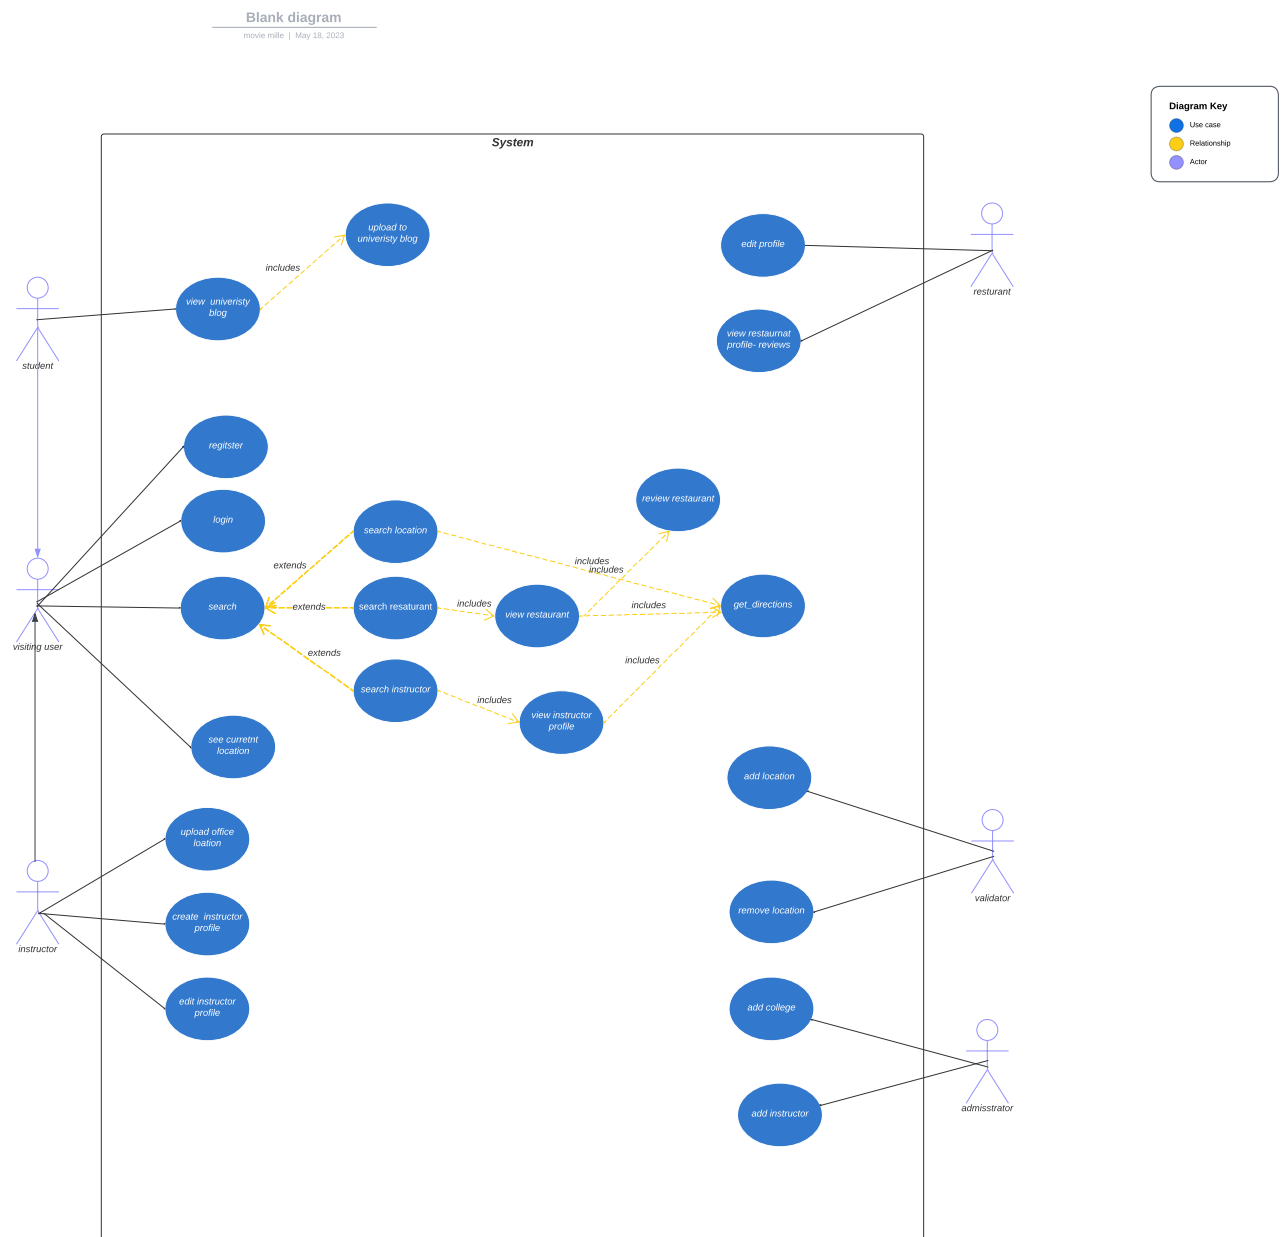 Blank diagram
movie mille | May 18, 2023
Diagram Key
Use case
Relationship
Actor
System
upload to
univeristy blog
edit profile
includes
resturant
view univeristy
blog
view restaurnat
profile- reviews
student
regitster
review restaurant
login
search location
includes
extends
includes
search
extends
search resaturant
includes
view restaurant
includes
get_directions
visiting user
extends
includes
search instructor
includes
view instructor
profile
see curretnt
location
add location
upload office
loation
validator
create instructor
profile
remove location
instructor
edit instructor
profile
add college
admisstrator
add instructor